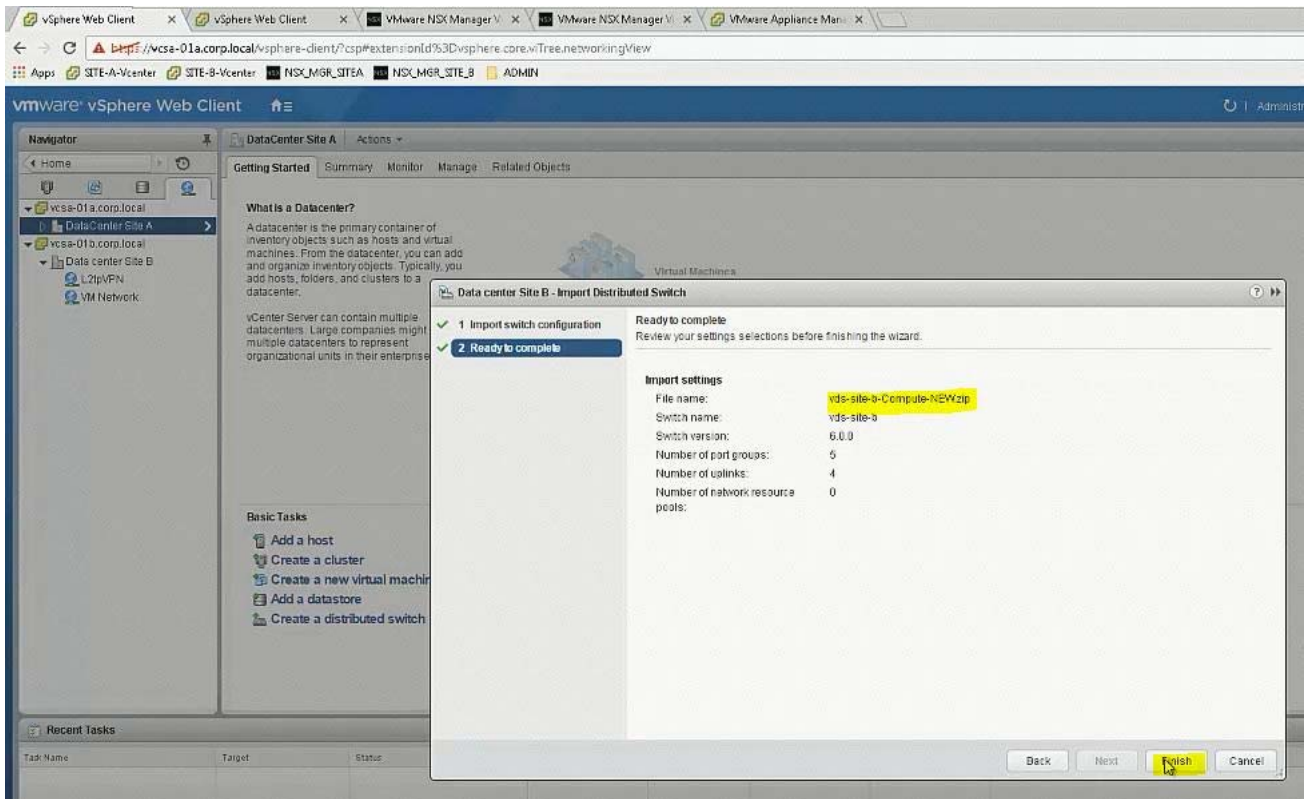 vSphere Web Client
vSphere Web Client
VMware NSX Manager V
VMware NSX Manager Vi
VMware Appliance Man
https://vcsa-01a.corp.local/vsphere-client/?csp#extensionId%3Dvsphere.core.viTree.networkingView
Apps SITE-A-Vcenter SITE-B-Vcenter NSX_MGR_SITEA NSX_MGR_SITE_B ADMIN
vmware® vSphere Web Client
Administr
Navigator
Home
vcsa-01a.corp.local
DataCenter Site A
vcsa-01b.corp.local
Data center Site B
L2tpVPN
VM Network
DataCenter Site A Actions
Getting Started Summary Monitor Manage Related Objects
What is a Datacenter?
A datacenter is the primary container of
inventory objects such as hosts and virtual
machines. From the datacenter, you can add
and organize inventory objects. Typically, you
add hosts, folders, and clusters to a
datacenter.
vCenter Server can contain multiple
datacenters. Large companies might
multiple datacenters to represent
organizational units in their enterprise
Virtual Machines
Basic Tasks
Add a host
Create a cluster
Create a new virtual machin
Add a datastore
Create a distributed switch
Data center Site B - Import Distributed Switch
1 Import switch configuration
2 Ready to complete
Ready to complete
Review your settings selections before finishing the wizard.
Import settings
File name: vds-site-b-Compute-NEW.zip
Switch name: vds-site-b
Switch version: 6.0.0
Number of port groups: 5
Number of uplinks: 4
Number of network resource 0
pools:
Back Next Finish Cancel
Recent Tasks
Task Name Target Status